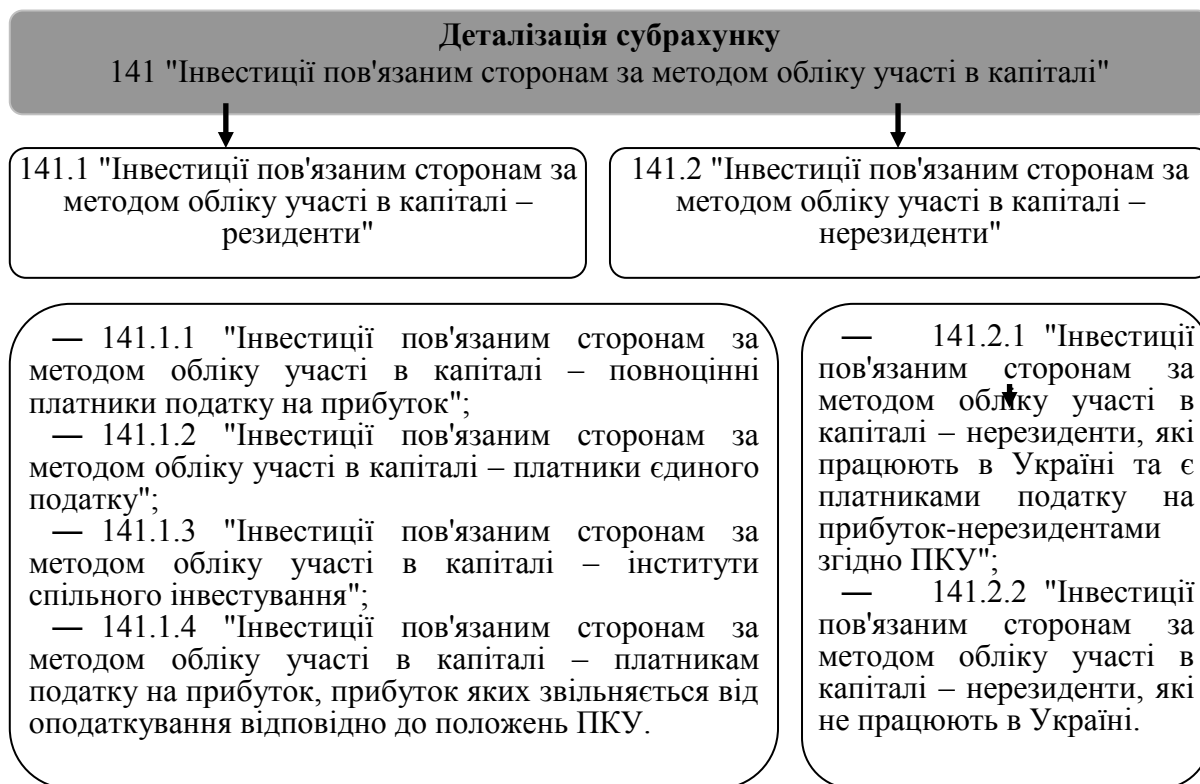 Деталізація субрахунку
141 "Інвестиції пов'язаним сторонам за методом обліку участі в капіталі"
141.1 "Інвестиції пов'язаним сторонам за
методом обліку участі в капіталі –
резиденти"
141.2 "Інвестиції пов'язаним сторонам за
методом обліку участі в капіталі –
нерезиденти"
— 141.1.1 "Інвестиції пов'язаним сторонам за
методом обліку участі в капіталі – повноцінні
платники податку на прибуток";
— 141.1.2 "Інвестиції пов'язаним сторонам за
методом обліку участі в капіталі – платники єдиного
податку";
— 141.1.3 "Інвестиції пов'язаним сторонам за
методом обліку участі в капіталі – інститути
спільного інвестування";
— 141.1.4 "Інвестиції пов'язаним сторонам за
методом обліку участі в капіталі – платникам
податку на прибуток, прибуток яких звільняється від
оподаткування відповідно до положень ПКУ.
— 141.2.1 "Інвестиції
пов'язаним сторонам за
методом обліку участі в
капіталі – нерезиденти, які
працюють в Україні та є
платниками податку на
прибуток-нерезидентами
згідно ПКУ";
— 141.2.2 "Інвестиції
пов'язаним сторонам за
методом обліку участі в
капіталі – нерезиденти, які
не працюють в Україні.